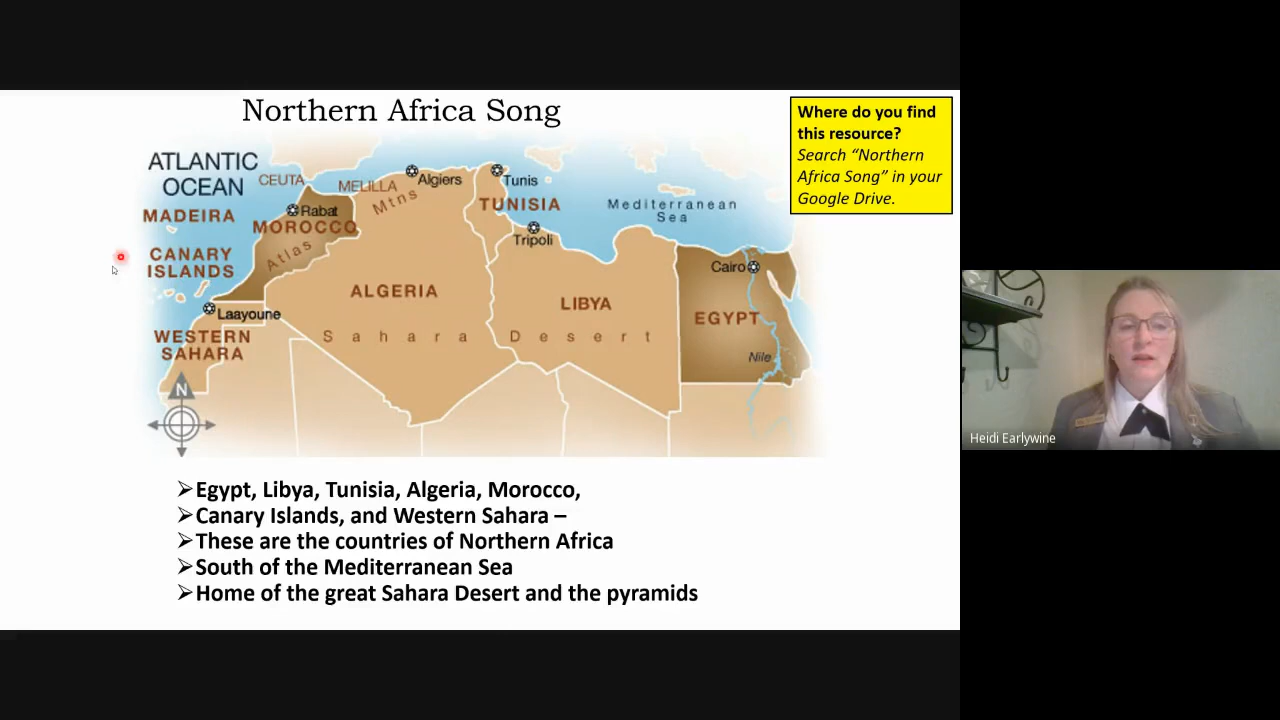 Northern Africa Song
Where do you find
this resource?
Search “Northern
Africa Song” in your
Google Drive.
ATLANTIC
OCEAN
CEUTA
MELILLA
Algiers
Tunis
Mtns
MADEIRA
Rabat
MOROCCO
TUNISIA
Mediterranean
Sea
Atlas
Tripoli
CANARY
ISLANDS
Cairo
ALGERIA
LIBYA
EGYPT
Laayoune
WESTERN
SAHARA
Sahara Desert
Nile
N
➢Egypt, Libya, Tunisia, Algeria, Morocco,
➢Canary Islands, and Western Sahara –
➢These are the countries of Northern Africa
➢South of the Mediterranean Sea
➢Home of the great Sahara Desert and the pyramids
Heidi Earlywine